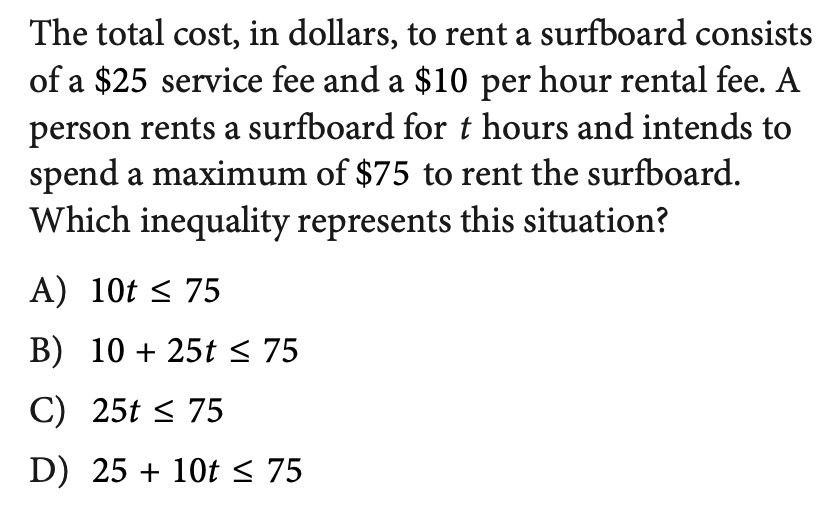 The total cost, in dollars, to rent a surfboard consists
of a $25 service fee and a $10 per hour rental fee. A
person rents a surfboard for t hours and intends to
spend a maximum of $75 to rent the surfboard.
Which inequality represents this situation?
A) 10t ≤ 75
B) 10 + 25t ≤ 75
C) 25t ≤ 75
D) 25 + 10t ≤ 75